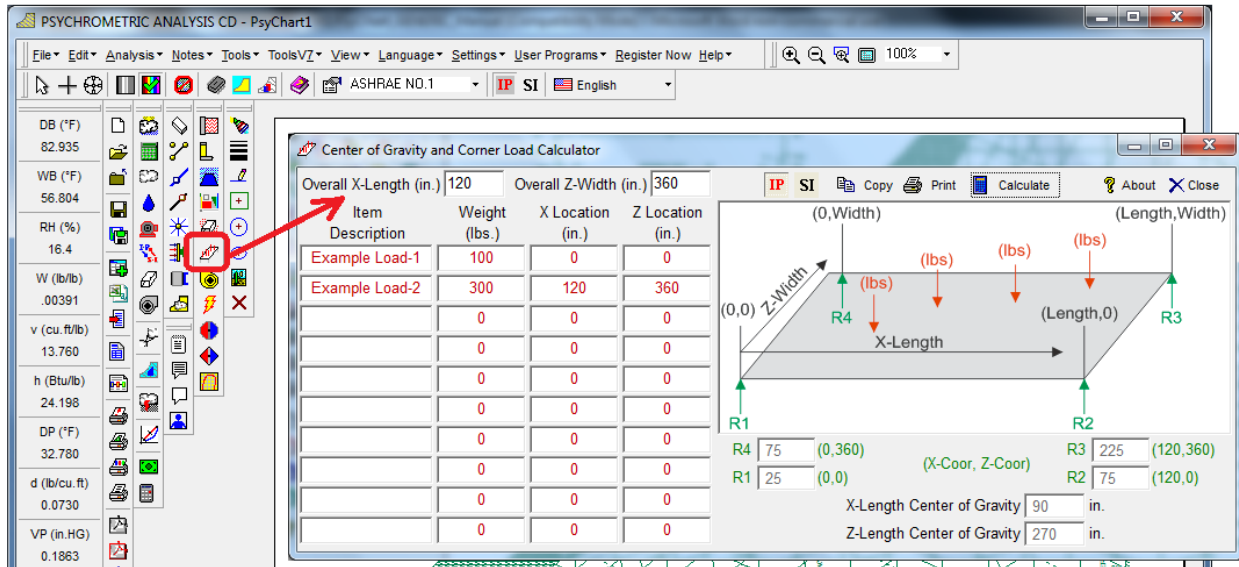 PSYCHROMETRIC ANALYSIS CD - PsyChart1
File Edit Analysis Notes Tools ToolsV7 View Language Settings User Programs Register Now Help 100%
ASHRAE NO.1 IP SI English
DB (°F)
82.935
WB (°F)
56.804
RH (%)
16.4
W (lb/lb)
.00391
v (cu.ft/lb)
13.760
h (Btu/lb)
24.198
DP (°F)
32.780
d (lb/cu.ft)
0.0730
VP (in.HG)
0.1863
Center of Gravity and Corner Load Calculator
Overall X-Length (in.) 120 Overall Z-Width (in.) 360 IP SI Copy Print Calculate About Close
Item Description Weight (lbs.) X Location (in.) Z Location (in.)
Example Load-1 100 0 0
Example Load-2 300 120 360
0 0 0
0 0 0
0 0 0
0 0 0
0 0 0
0 0 0
0 0 0
0 0 0
(0,Width) (Length,Width)
(lbs) (lbs) (lbs) (lbs)
Z-Width
(0,0) R4 (Length,0) R3
X-Length
R1 R2
R4 75 (0,360) R3 225 (120,360)
(X-Coor, Z-Coor)
R1 25 (0,0) R2 75 (120,0)
X-Length Center of Gravity 90 in.
Z-Length Center of Gravity 270 in.